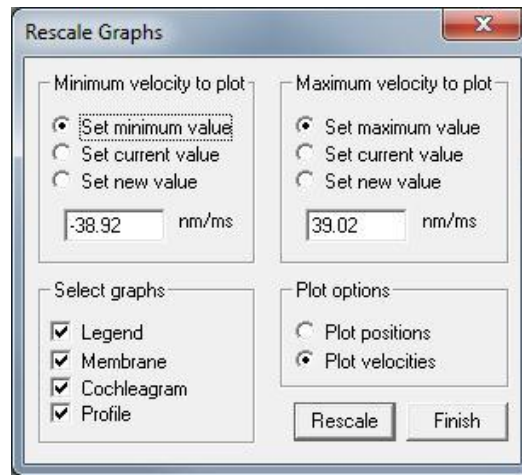 Rescale Graphs
Minimum velocity to plot
Set minimum value
Set current value
Set new value
-38.92 nm/ms
Maximum velocity to plot
Set maximum value
Set current value
Set new value
39.02 nm/ms
Select graphs
Legend
Membrane
Cochleagram
Profile
Plot options
Plot positions
Plot velocities
Rescale Finish